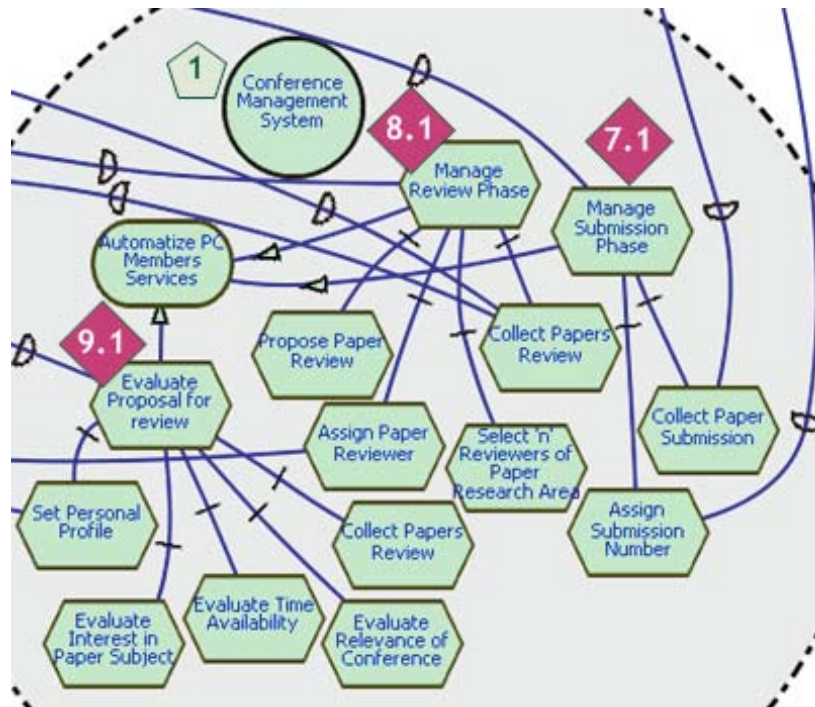 1
Conference
Management
System
8.1
7.1
Manage
Review Phase
Manage
Submission
Phase
Automatize PC
Members
Services
9.1
Propose Paper
Review
Collect Papers
Review
Evaluate
Proposal for
review
Assign Paper
Reviewer
Select 'n'
Reviewers of
Paper
Research Area
Collect Paper
Submission
Set Personal
Profile
Collect Papers
Review
Assign
Submission
Number
Evaluate
Interest in
Paper Subject
Evaluate Time
Availability
Evaluate
Relevance of
Conference